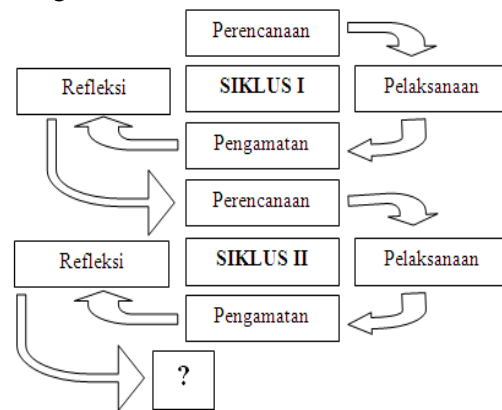 Perencanaan
Refleksi
SIKLUS I
Pelaksanaan
Pengamatan
Perencanaan
Refleksi
SIKLUS II
Pelaksanaan
Pengamatan
?